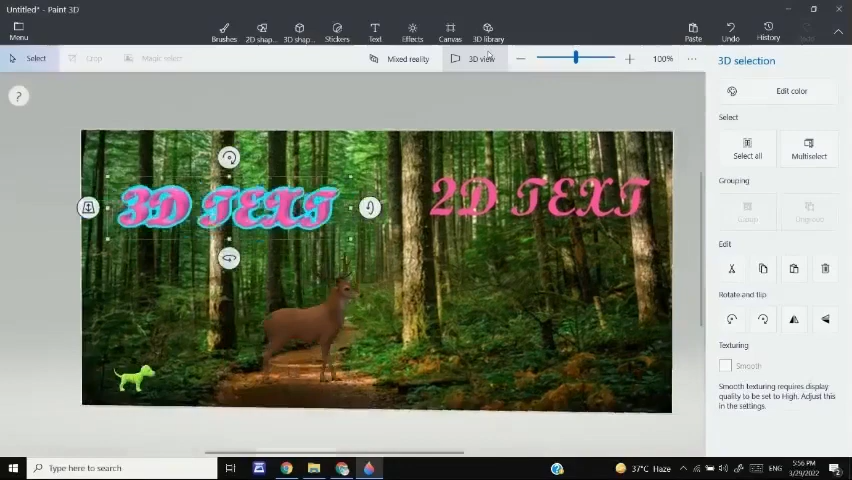 Untitled* - Paint 3D
Menu
Brushes
2D shap...
3D shap...
Stickers
Text
Effects
Canvas
3D library
Paste
Undo
History
Select
Crop
Magic select
Mixed reality
3D view
100%
3D selection
Edit color
Select
Select all
Multiselect
Grouping
Group
Ungroup
Edit
Rotate and flip
Texturing
Smooth
Smooth texturing requires display
quality to be set to High. Adjust this
in the settings.
?
3D TEXT
2D TEXT
Type here to search
37°C Haze
ENG
5:56 PM
3/29/2022
2